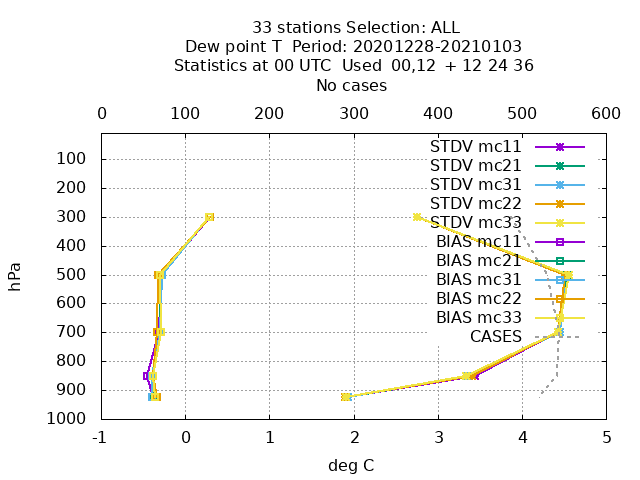 33 stations Selection: ALL
Dew point T Period: 20201228-20210103
Statistics at 00 UTC Used 00,12 + 12 24 36
No cases
0 100 200 300 400 500 600
100
200
300
400
500
600
700
800
900
1000
hPa
STDV mc11
STDV mc21
STDV mc31
STDV mc22
STDV mc33
BIAS mc11
BIAS mc21
BIAS mc31
BIAS mc22
BIAS mc33
CASES
-1 0 1 2 3 4 5
deg C